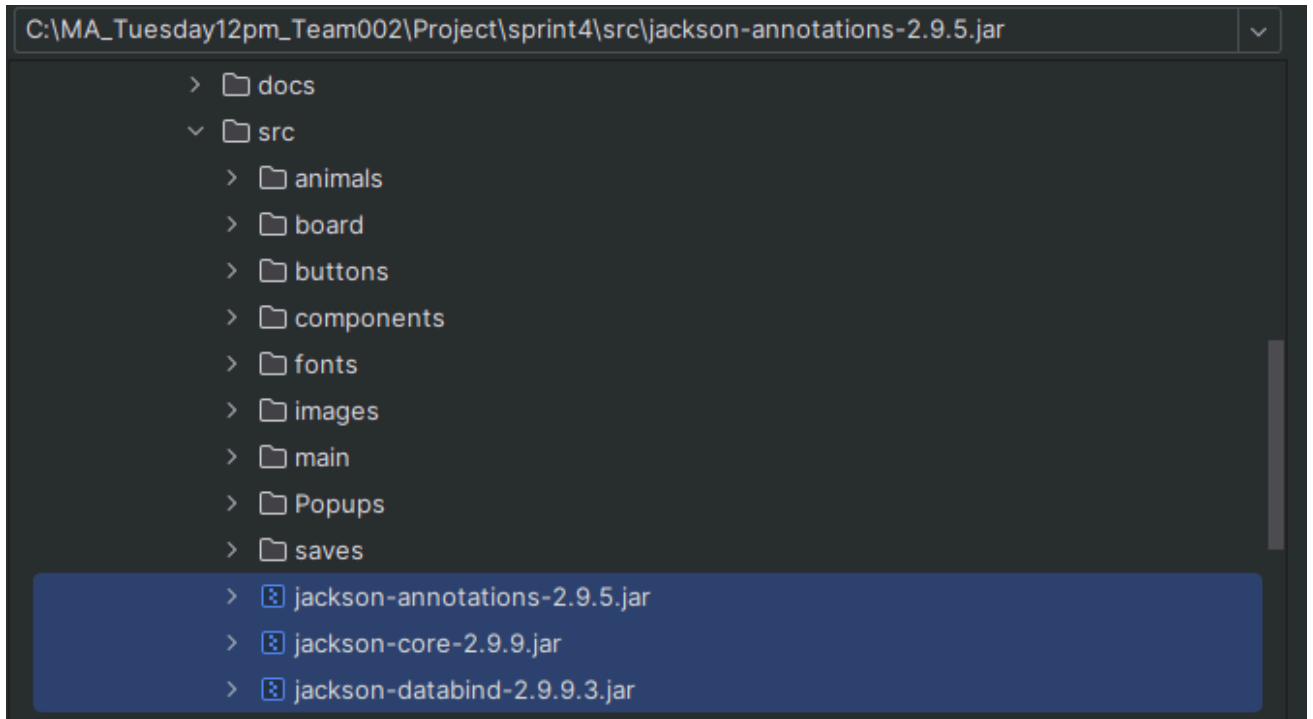 C:\MA_Tuesday12pm_Team002\Project\sprint4\src\jackson-annotations-2.9.5.jar
docs
src
animals
board
buttons
components
fonts
images
main
Popups
saves
jackson-annotations-2.9.5.jar
jackson-core-2.9.9.jar
jackson-databind-2.9.9.3.jar